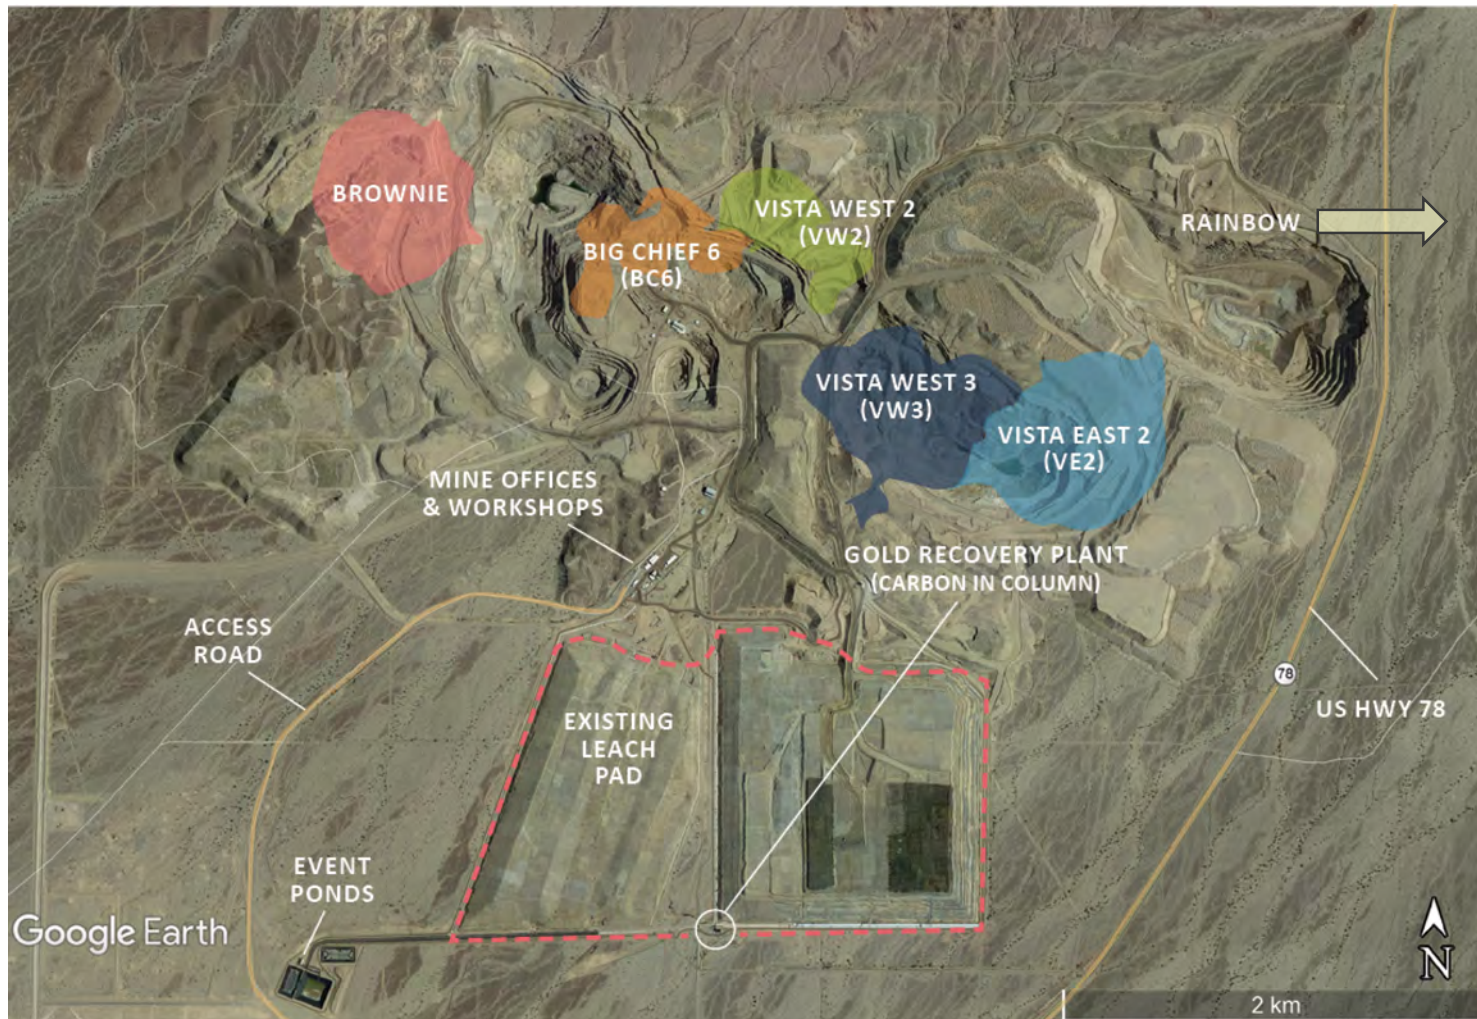 BROWNIE
BIG CHIEF 6
(BC6)
VISTA WEST 2
(VW2)
RAINBOW
VISTA WEST 3
(VW3)
VISTA EAST 2
(VE2)
MINE OFFICES
& WORKSHOPS
GOLD RECOVERY PLANT
(CARBON IN COLUMN)
ACCESS
ROAD
78
US HWY 78
EXISTING
LEACH
PAD
EVENT
PONDS
Google Earth
N
2 km